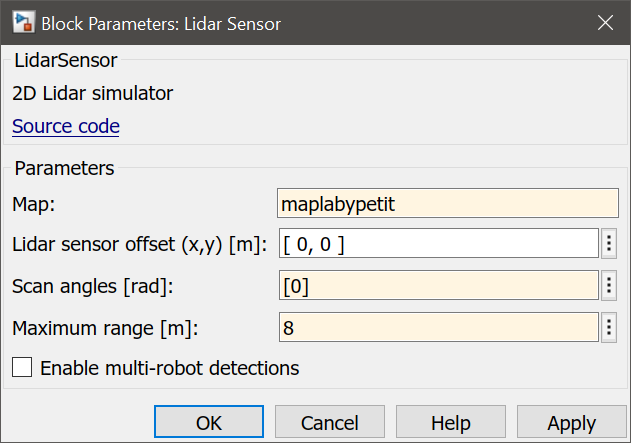 Block Parameters: Lidar Sensor
LidarSensor
2D Lidar simulator
Source code
Parameters
Map: maplabypetit
Lidar sensor offset (x,y) [m]: [ 0, 0 ]
Scan angles [rad]: [0]
Maximum range [m]: 8
Enable multi-robot detections
OK Cancel Help Apply